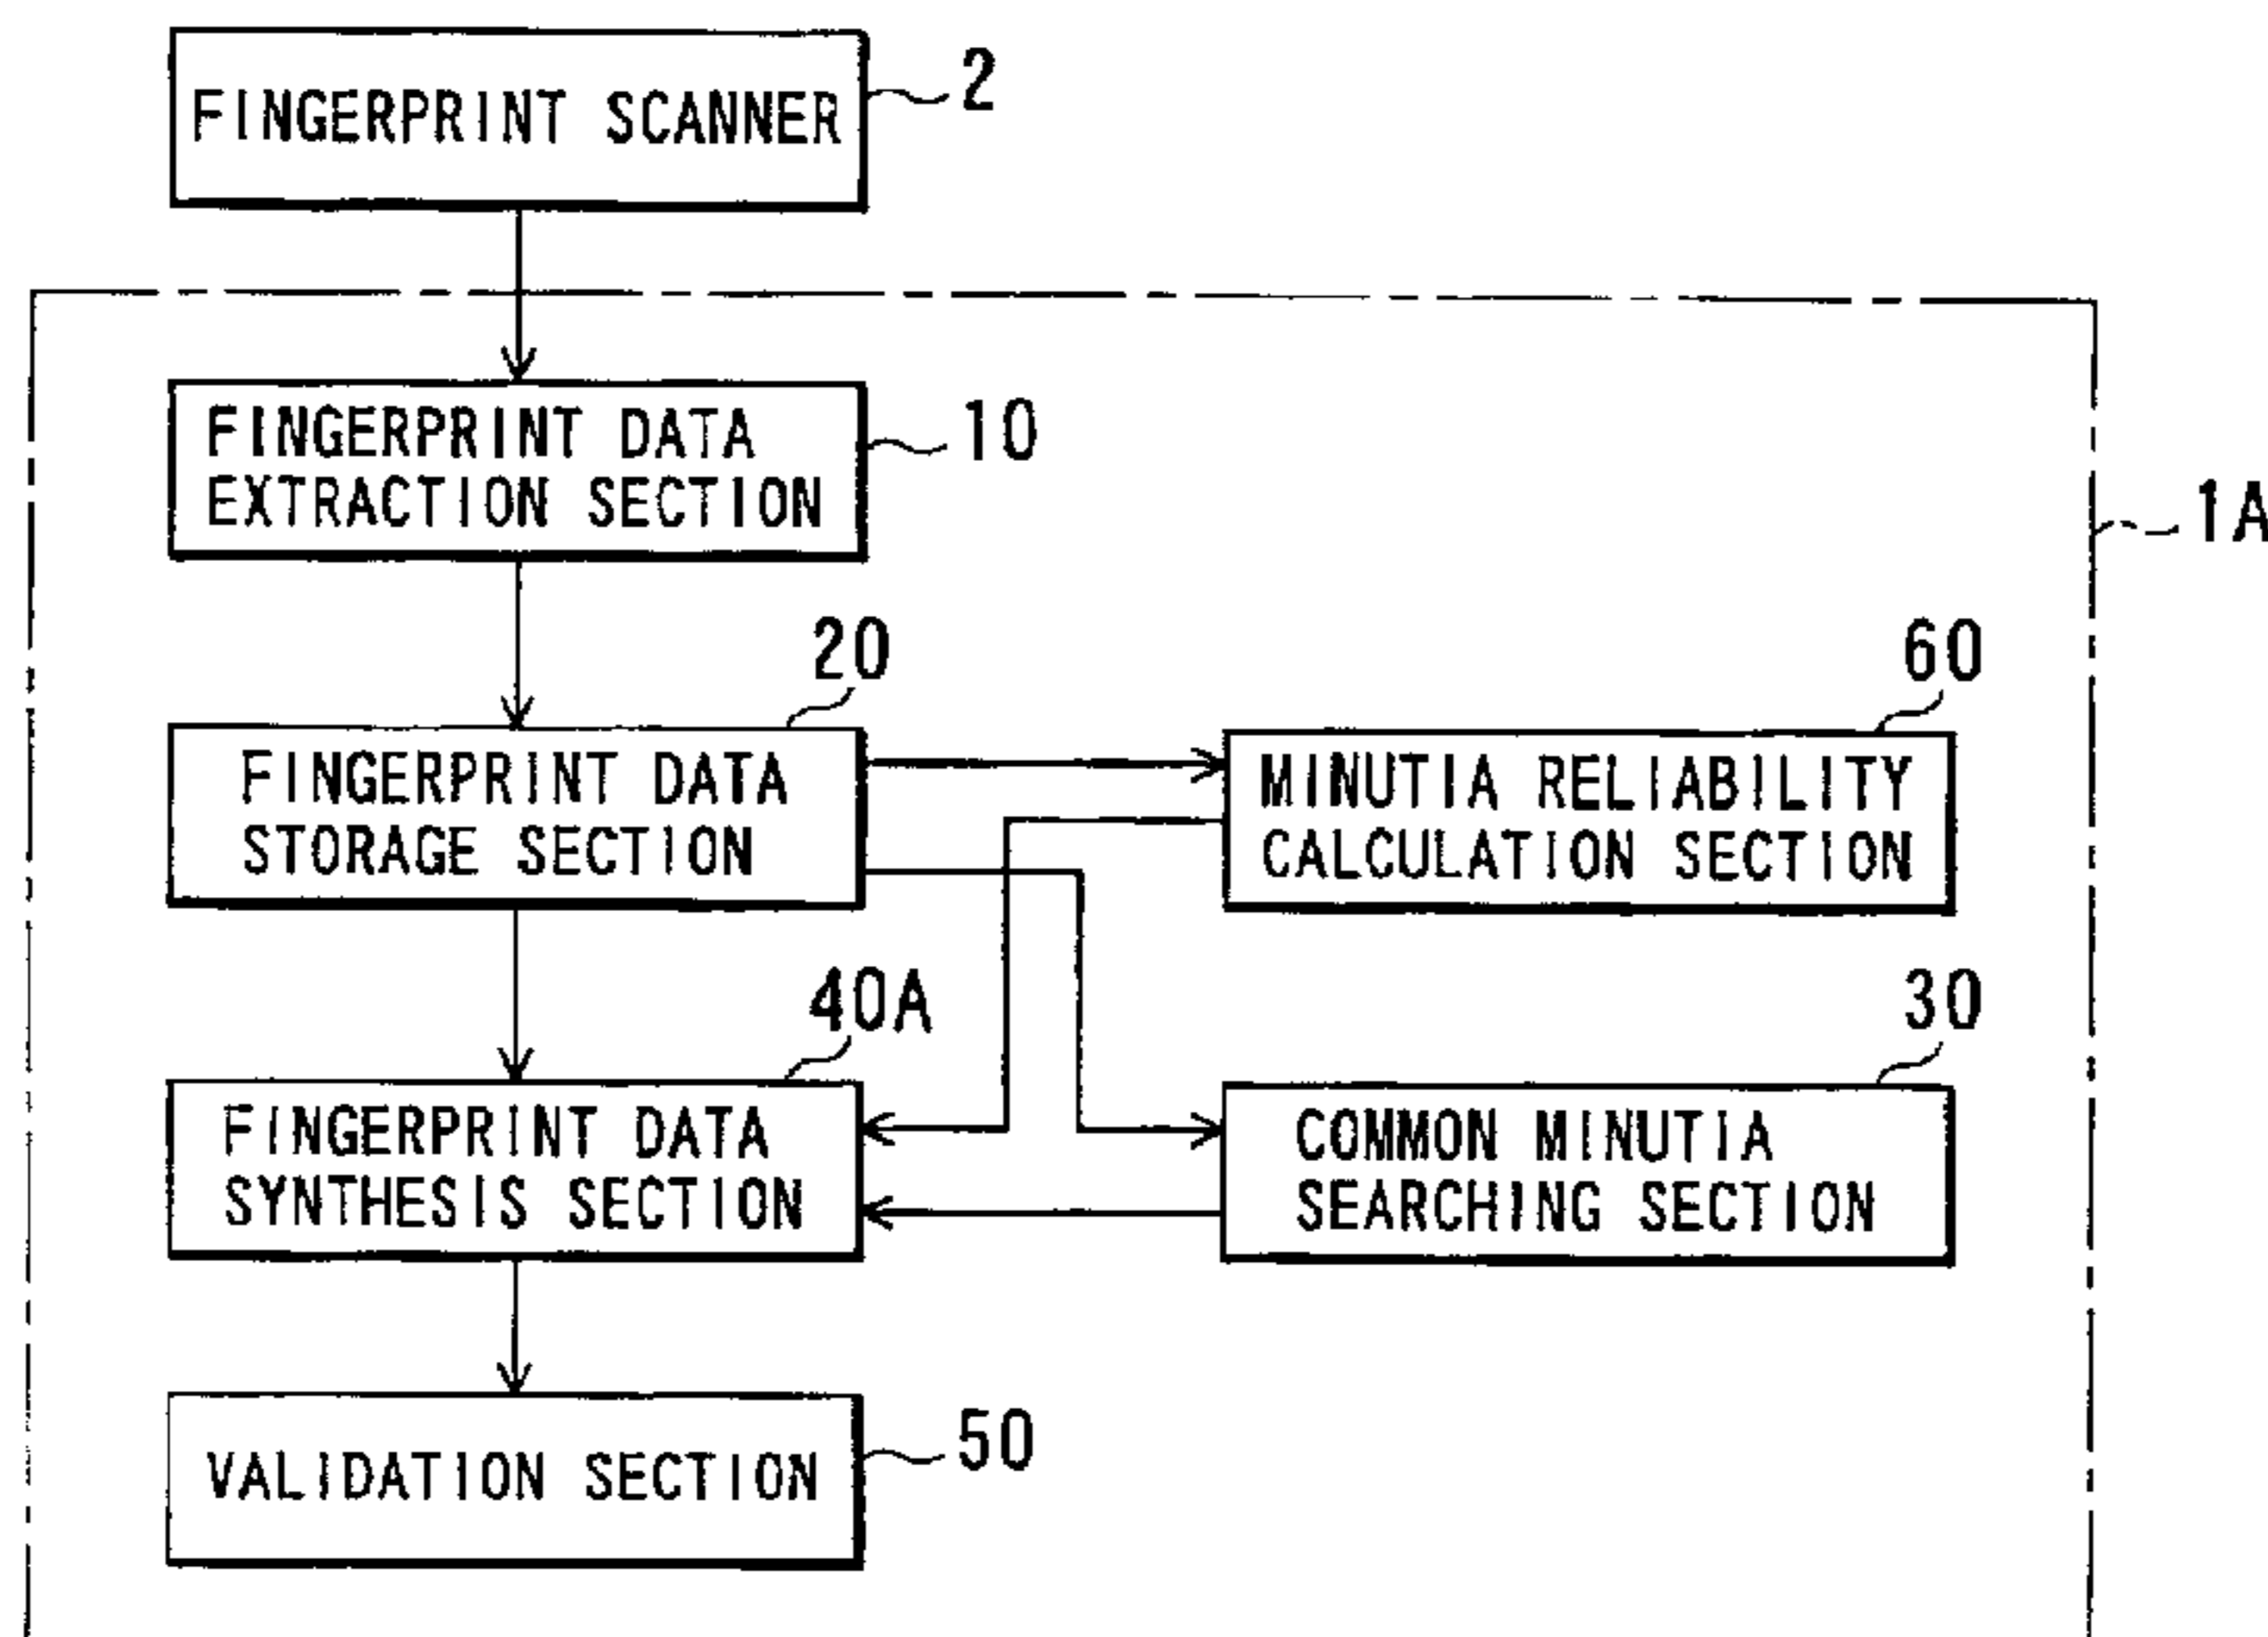 FINGERPRINT SCANNER
2
FINGERPRINT DATA
EXTRACTION SECTION
10
1A
20
FINGERPRINT DATA
STORAGE SECTION
60
MINUTIA RELIABILITY
CALCULATION SECTION
40A
FINGERPRINT DATA
SYNTHESIS SECTION
30
COMMON MINUTIA
SEARCHING SECTION
VALIDATION SECTION
50